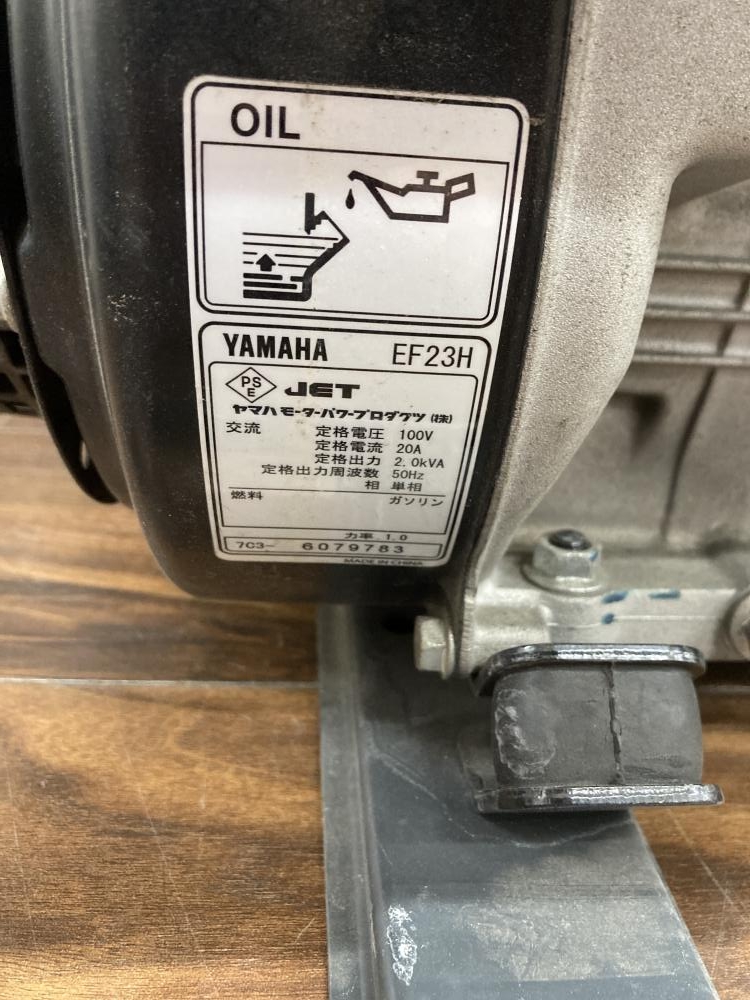 OIL
YAMAHA EF23H
PS E JET
ヤマハモーターパワープロダクツ(株)
交流 定格電圧 100V
定格電流 20A
定格出力 2.0kVA
定格出力周波数 50Hz
相 単相
燃料 ガソリン
力率 1.0
7C3- 6079783
MADE IN CHINA